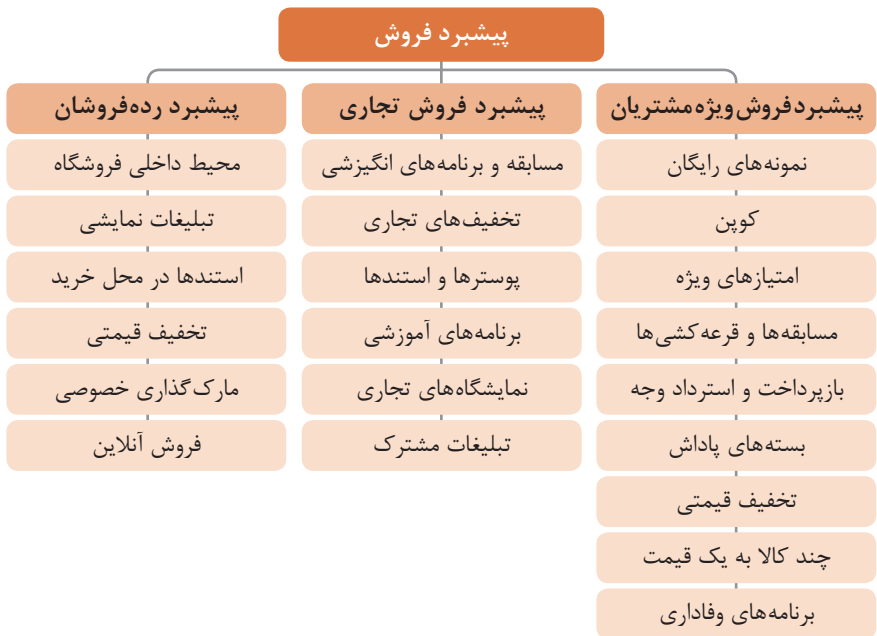 پیشبرد فروش
پیشبردفروش‌ویژه‌مشتریان
نمونه‌های رایگان
کوپن
امتیازهای ویژه
مسابقه‌ها و قرعه‌کشی‌ها
بازپرداخت و استرداد وجه
بسته‌های پاداش
تخفیف قیمتی
چند کالا به یک قیمت
برنامه‌های وفاداری
پیشبرد فروش تجاری
مسابقه و برنامه‌های انگیزشی
تخفیف‌های تجاری
پوسترها و استندها
برنامه‌های آموزشی
نمایشگاه‌های تجاری
تبلیغات مشترک
پیشبرد رده‌فروشان
محیط داخلی فروشگاه
تبلیغات نمایشی
استندها در محل خرید
تخفیف قیمتی
مارک‌گذاری خصوصی
فروش آنلاین